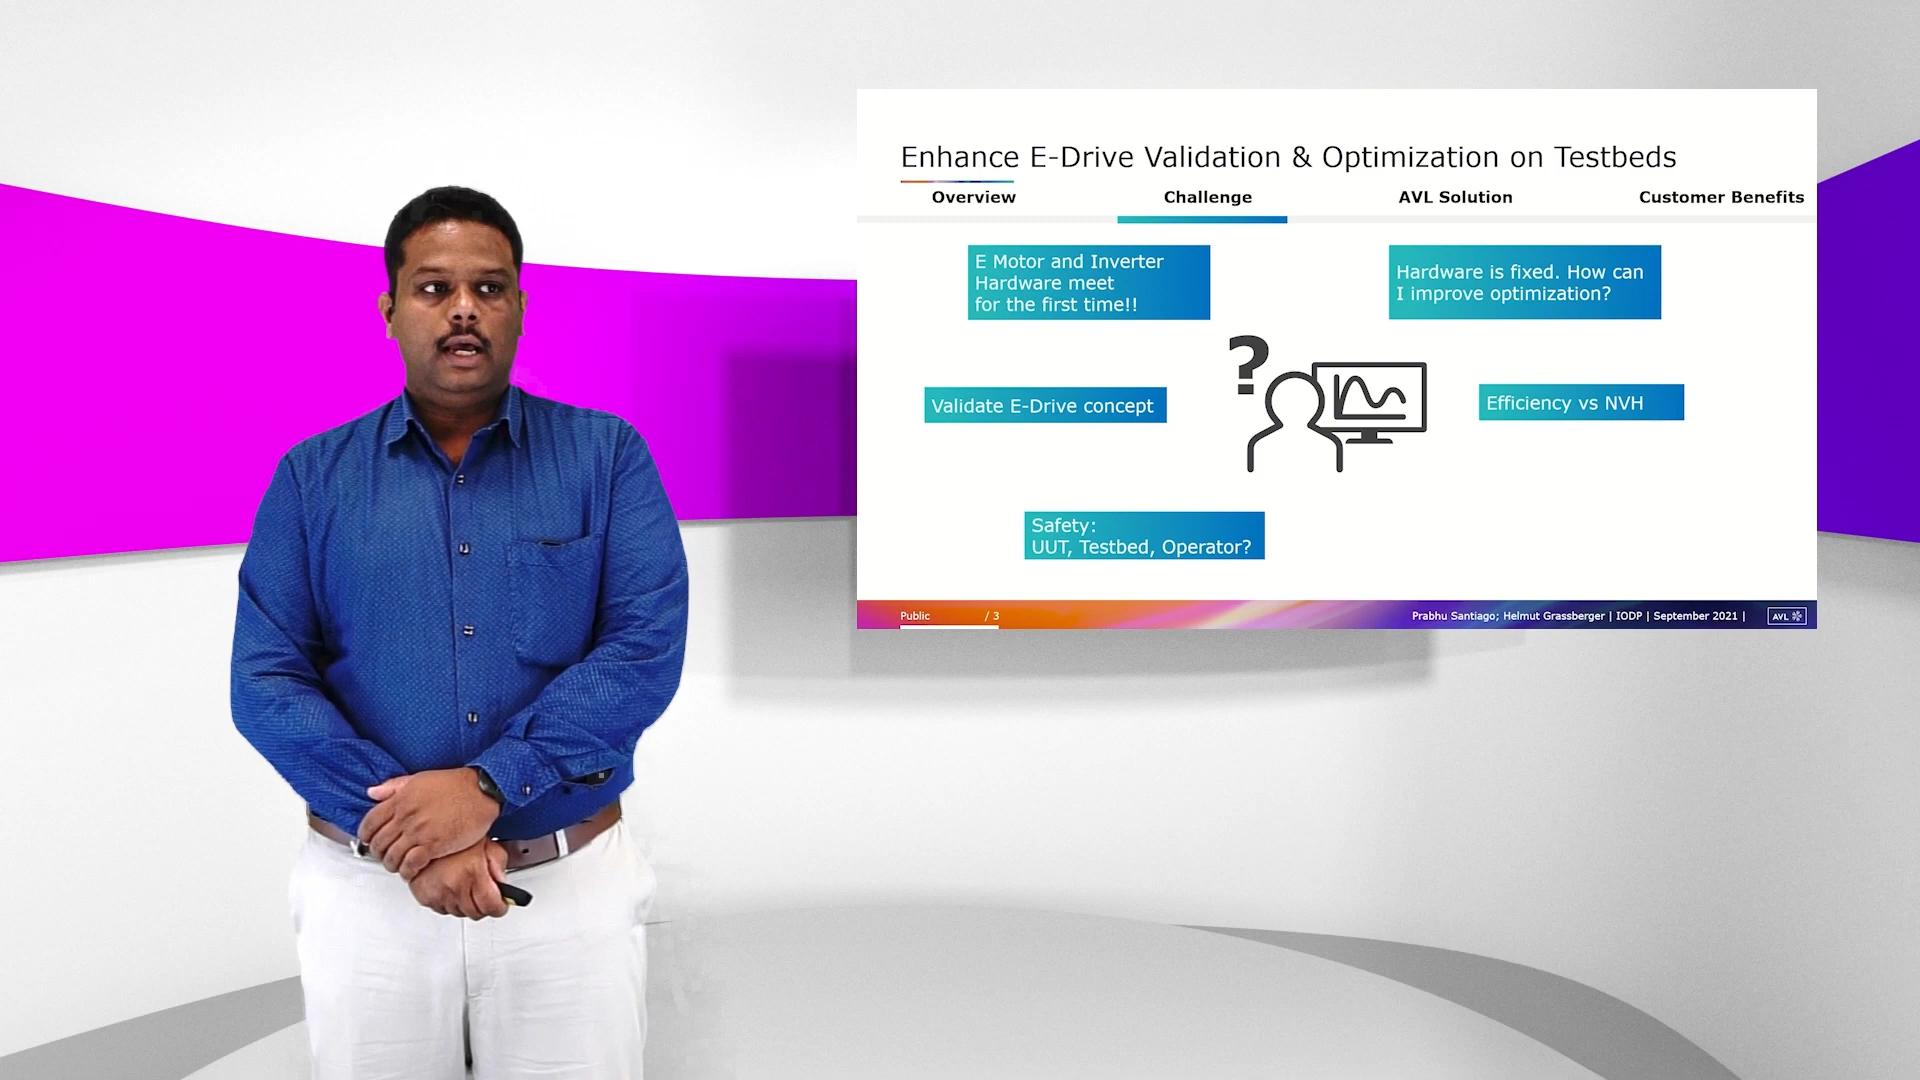 Enhance E-Drive Validation & Optimization on Testbeds
Overview
Challenge
AVL Solution
Customer Benefits
E Motor and Inverter
Hardware meet
for the first time!!
Hardware is fixed. How can
I improve optimization?
?
Validate E-Drive concept
Efficiency vs NVH
Safety:
UUT, Testbed, Operator?
Public
/ 3
Prabhu Santiago; Helmut Grassberger | IODP | September 2021 |
AVL